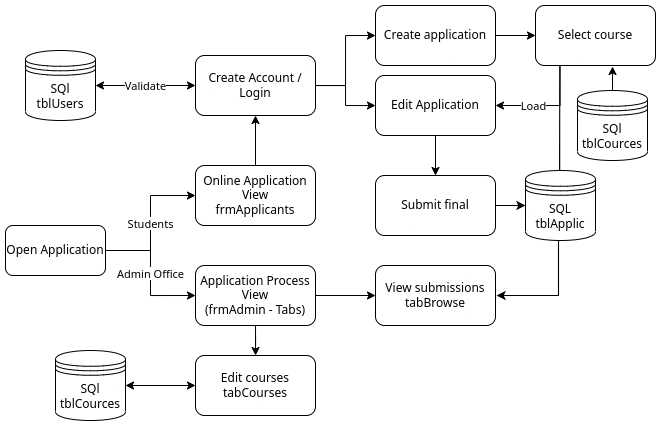 Create application
Select course
SQl
tblUsers
Validate
Create Account /
Login
Edit Application
Load
SQl
tblCources
Online Application
View
frmApplicants
Students
Submit final
SQL
tblApplic
Open Application
Admin Office
Application Process
View
(frmAdmin - Tabs)
View submissions
tabBrowse
SQl
tblCources
Edit courses
tabCourses